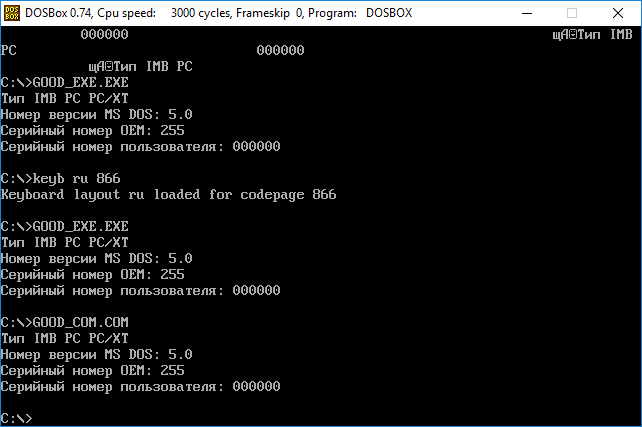 DOSBox 0.74, Cpu speed: 3000 cycles, Frameskip 0, Program: DOSBOX
000000 щА Тип IMB
PC 000000
щА Тип IMB PC
C:\>GOOD_EXE.EXE
Тип IMB PC PC/XT
Номер версии MS DOS: 5.0
Серийный номер OEM: 255
Серийный номер пользователя: 000000
C:\>keyb ru 866
Keyboard layout ru loaded for codepage 866
C:\>GOOD_EXE.EXE
Тип IMB PC PC/XT
Номер версии MS DOS: 5.0
Серийный номер OEM: 255
Серийный номер пользователя: 000000
C:\>GOOD_COM.COM
Тип IMB PC PC/XT
Номер версии MS DOS: 5.0
Серийный номер OEM: 255
Серийный номер пользователя: 000000
C:\>